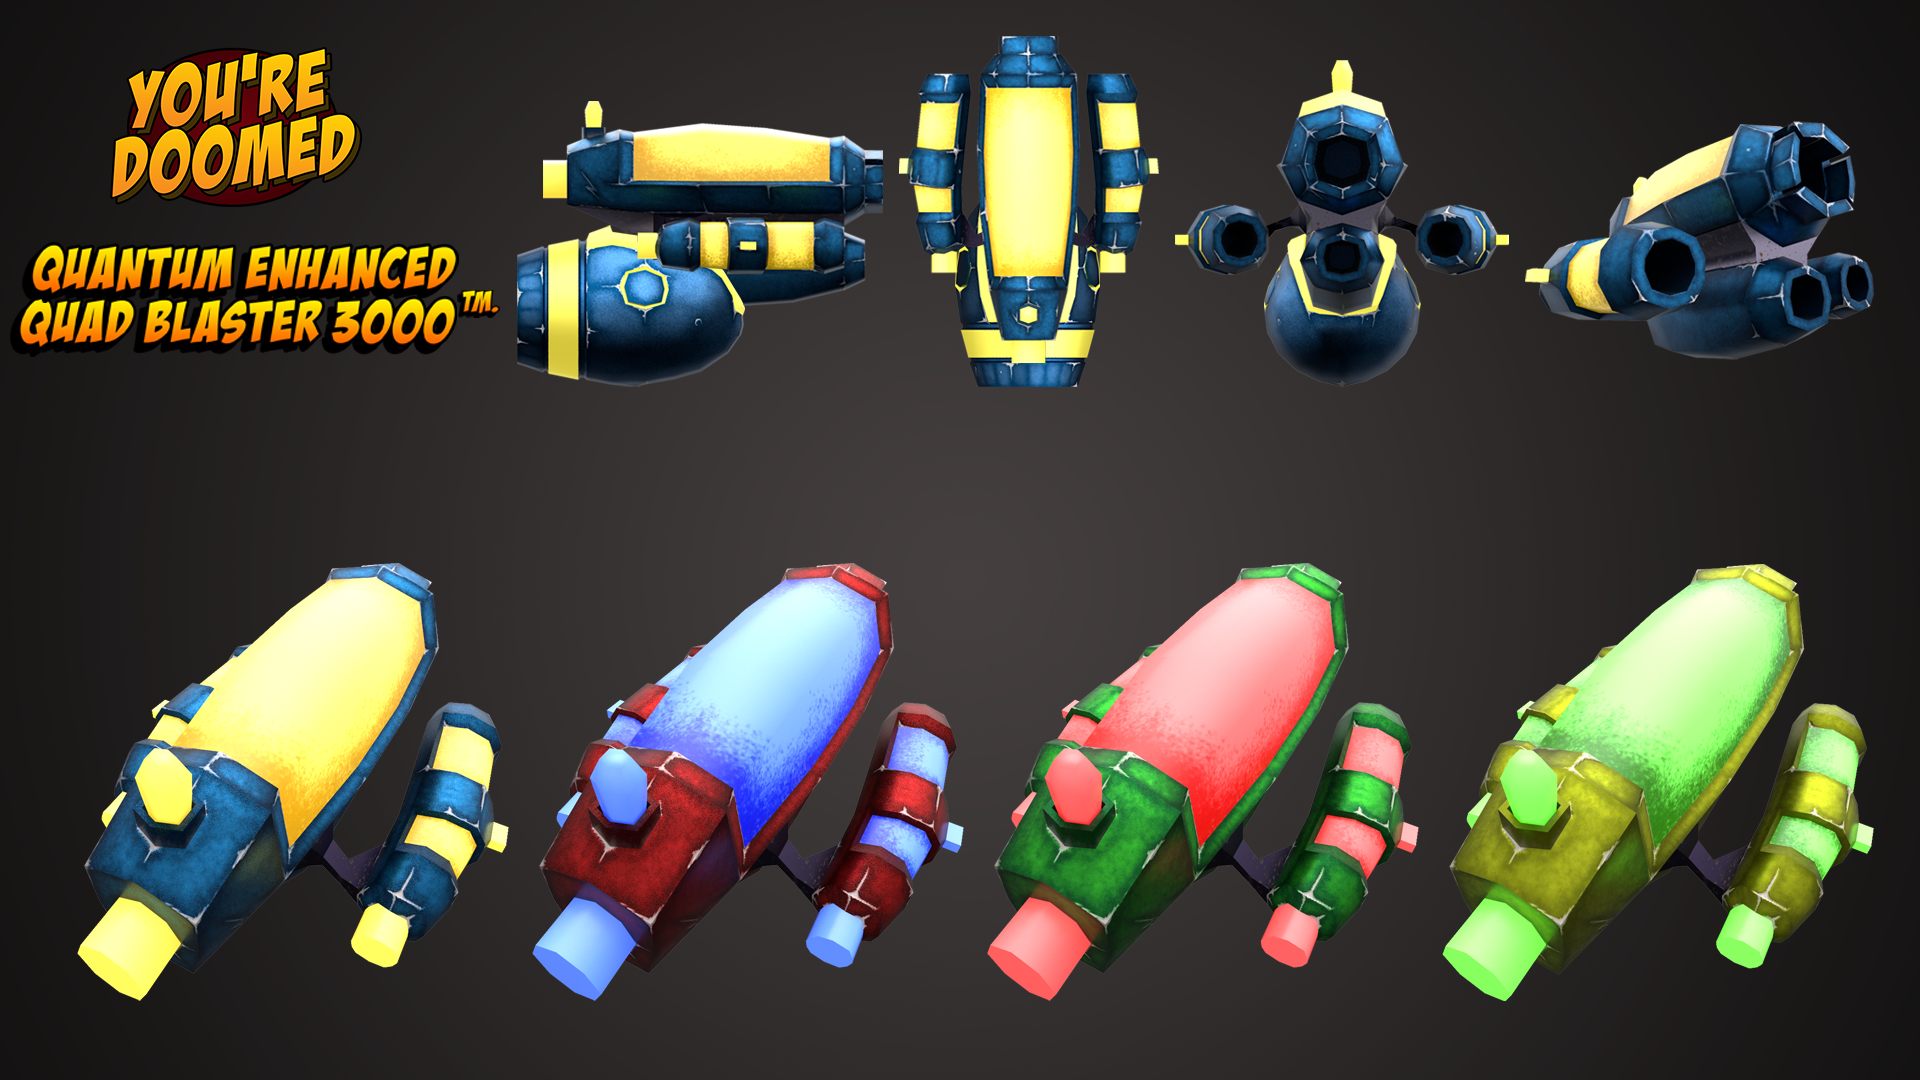 YOU'RE
DOOMED
QUANTUM ENHANCED
QUAD BLASTER 3000™.